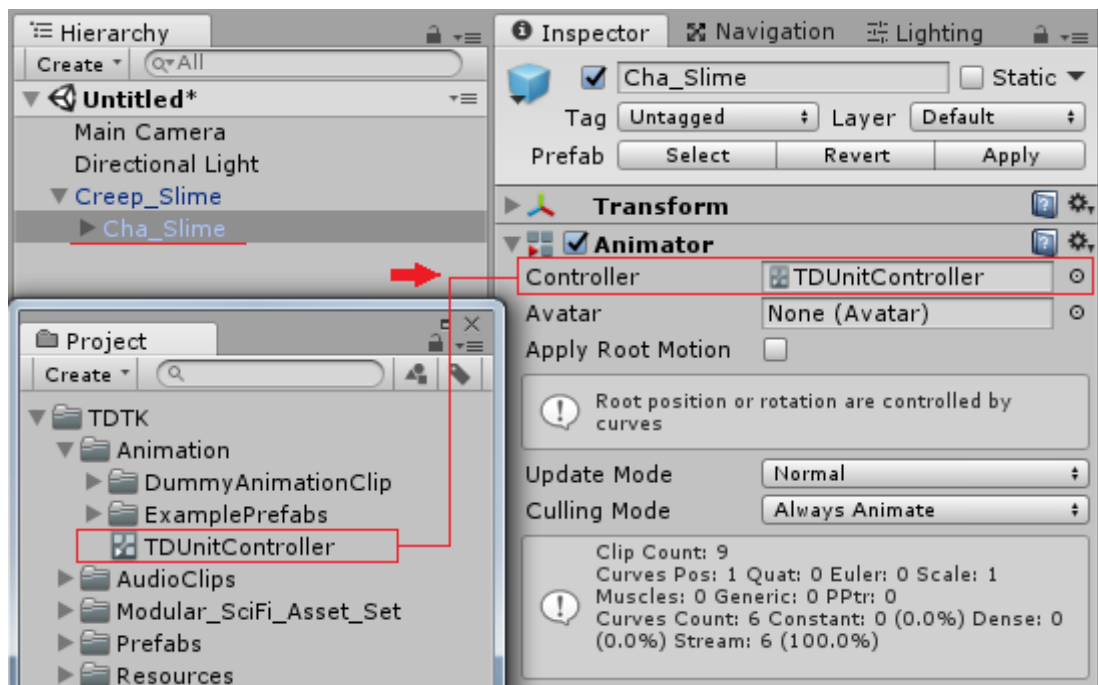 Hierarchy
Create
All
Untitled*
Main Camera
Directional Light
Creep_Slime
Cha_Slime
Project
Create
TDTK
Animation
DummyAnimationClip
ExamplePrefabs
TDUnitController
AudioClips
Modular_SciFi_Asset_Set
Prefabs
Resources
Inspector Navigation Lighting
Cha_Slime Static
Tag Untagged Layer Default
Prefab Select Revert Apply
Transform
Animator
Controller TDUnitController
Avatar None (Avatar)
Apply Root Motion
Root position or rotation are controlled by
curves
Update Mode Normal
Culling Mode Always Animate
Clip Count: 9
Curves Pos: 1 Quat: 0 Euler: 0 Scale: 1
Muscles: 0 Generic: 0 PPtr: 0
Curves Count: 6 Constant: 0 (0.0%) Dense: 0
(0.0%) Stream: 6 (100.0%)